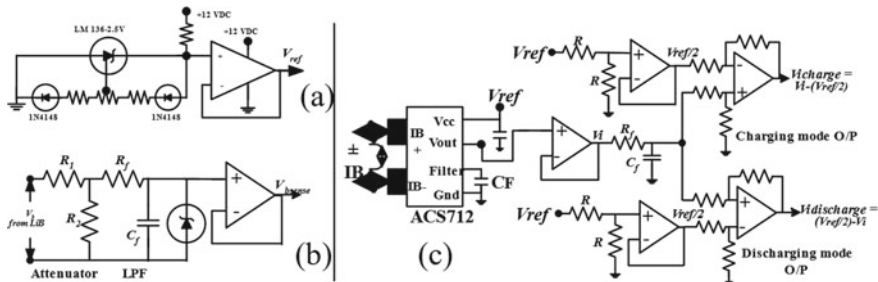 +12 VDC
LM 136-2.5V
+12 VDC
Vref
1N4148
1N4148
(a)
R1
Rf
Vt
from LiB
R2
Cf
Vbsense
Attenuator
LPF
(b)
Vref
±
IB
IB
+
IB-
Vcc
Vout
Filter
Gnd
CF
ACS712
(c)
Vi
Rf
Cf
Vref
R
R
Vref/2
Vicharge =
Vi-(Vref/2)
Charging mode O/P
Vref
R
R
Vref/2
Vidischarge =
(Vref/2)-Vi
Discharging mode
O/P